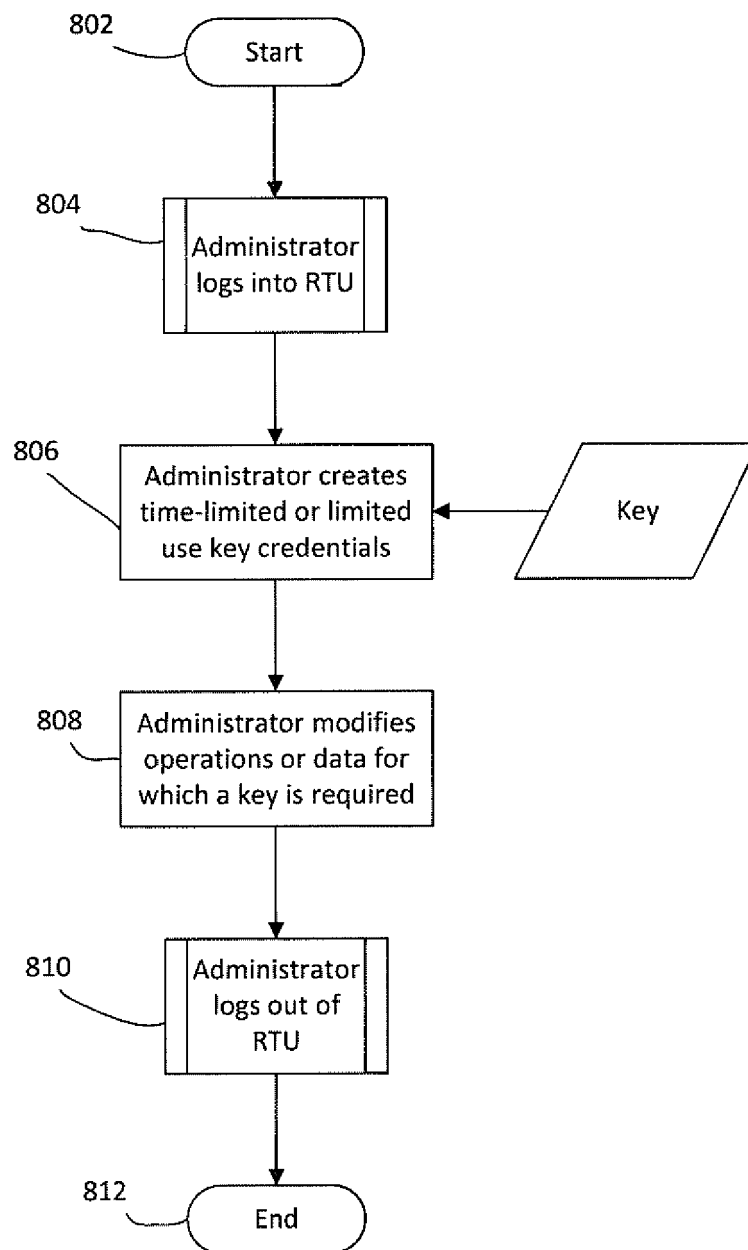 802
Start
804
Administrator
logs into RTU
806
Administrator creates
time-limited or limited
use key credentials
Key
808
Administrator modifies
operations or data for
which a key is required
810
Administrator
logs out of
RTU
812
End